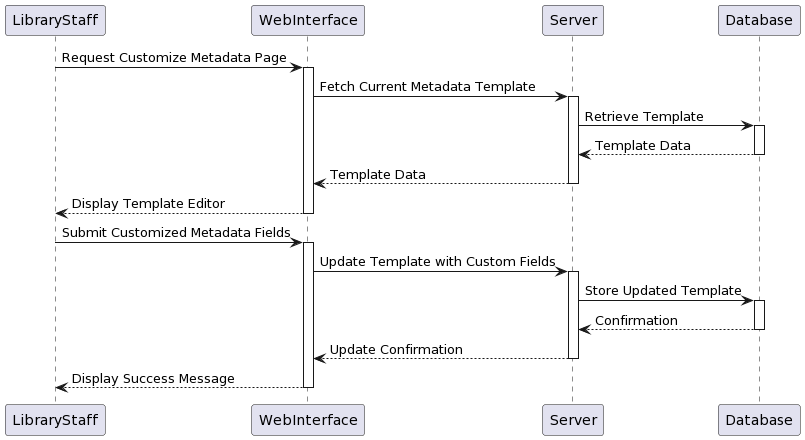 LibraryStaff WebInterface Server Database
Request Customize Metadata Page
Fetch Current Metadata Template
Retrieve Template
Template Data
Template Data
Display Template Editor
Submit Customized Metadata Fields
Update Template with Custom Fields
Store Updated Template
Confirmation
Update Confirmation
Display Success Message
LibraryStaff WebInterface Server Database